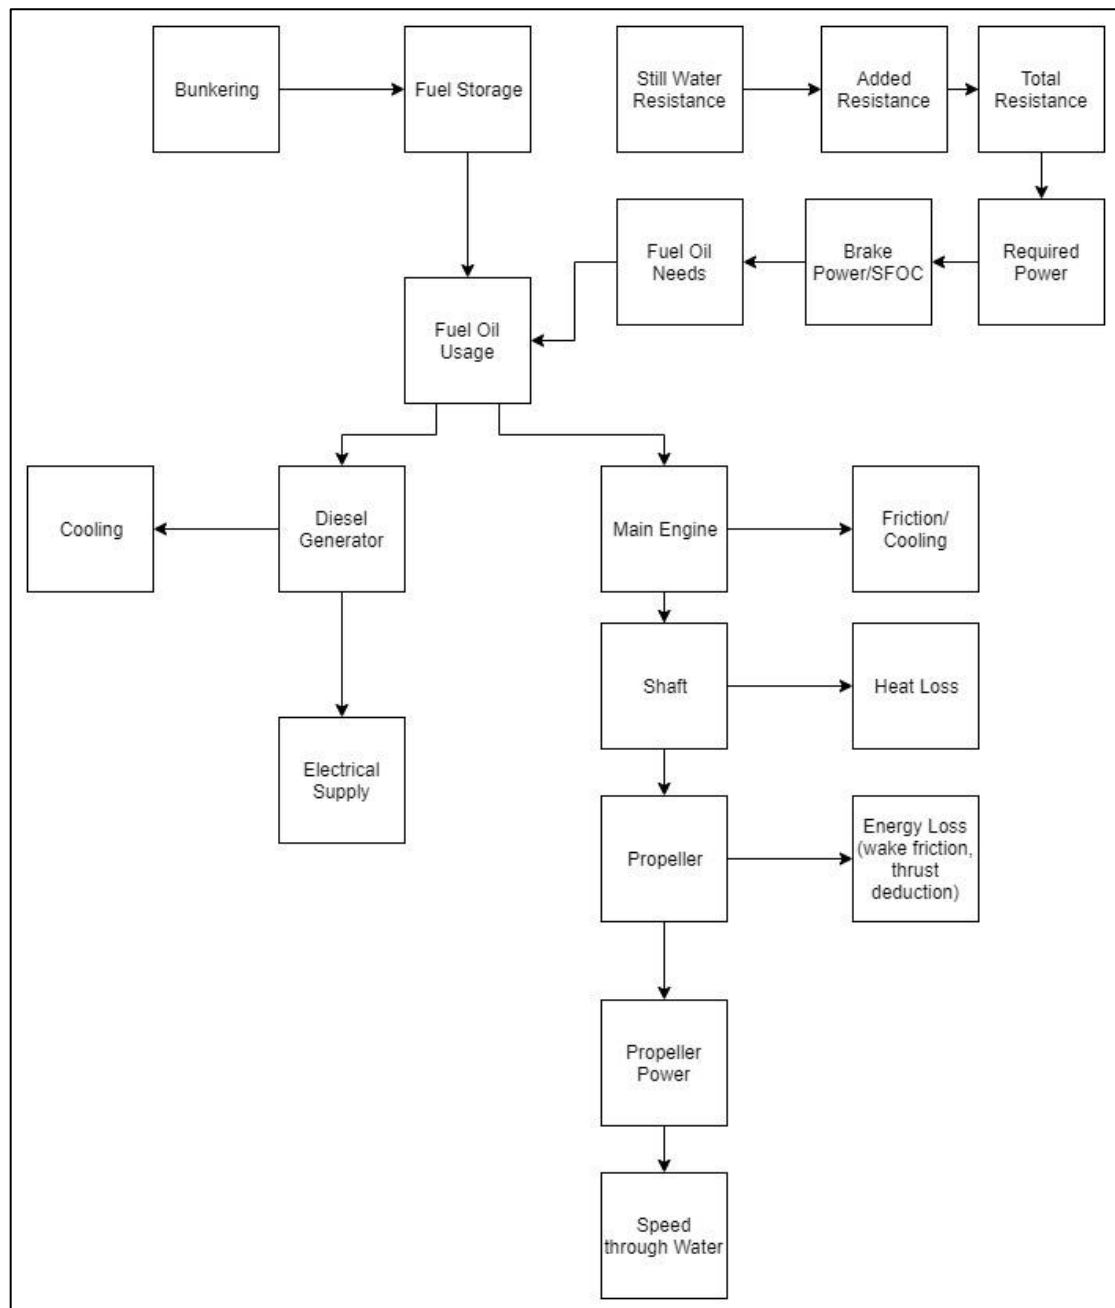 Bunkering
Fuel Storage
Still Water
Resistance
Added
Resistance
Total
Resistance
Fuel Oil
Needs
Brake
Power/SFOC
Required
Power
Fuel Oil
Usage
Cooling
Diesel
Generator
Main Engine
Friction/
Cooling
Shaft
Heat Loss
Electrical
Supply
Propeller
Energy Loss
(wake friction,
thrust
deduction)
Propeller
Power
Speed
through Water